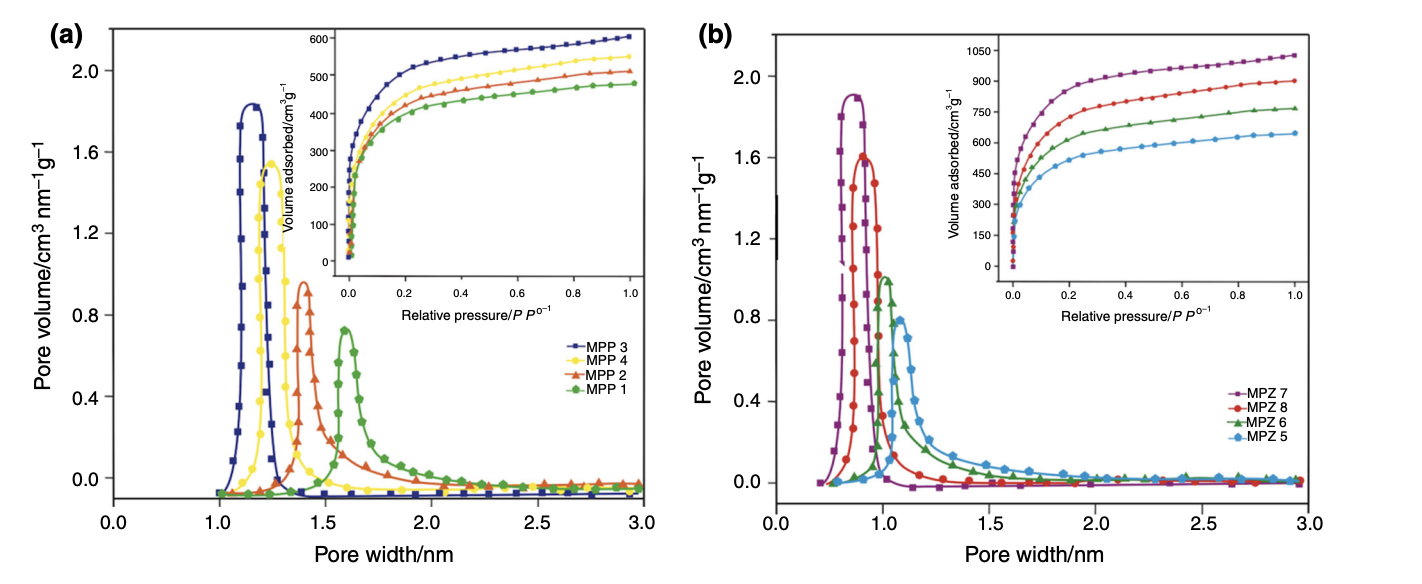 (a)
Pore volume/cm³ nm⁻¹g⁻¹
2.0
1.6
1.2
0.8
0.4
0.0
0.0 1.0 1.5 2.0 2.5 3.0
Pore width/nm
Volume adsorbed/cm³g⁻¹
600
500
400
300
200
100
0
0.0 0.2 0.4 0.6 0.8 1.0
Relative pressure/P P°⁻¹
MPP 3
MPP 4
MPP 2
MPP 1
(b)
Pore volume/cm³ nm⁻¹g⁻¹
2.0
1.6
1.2
0.8
0.4
0.0
0.0 1.0 1.5 2.0 2.5 3.0
Pore width/nm
Volume adsorbed/cm³g⁻¹
1050
900
750
600
450
300
150
0
0.0 0.2 0.4 0.6 0.8 1.0
Relative pressure/P P°⁻¹
MPZ 7
MPZ 8
MPZ 6
MPZ 5